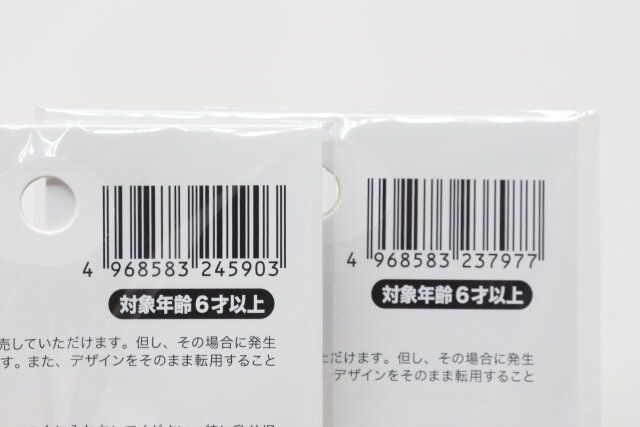 4 968583 245903
対象年齢6才以上
売していただけます。但し、その場合に発生
す。また、デザインをそのまま転用すること
4 968583 237977
対象年齢6才以上
ただけます。但し、その場合に発生
デザインをそのまま転用すること